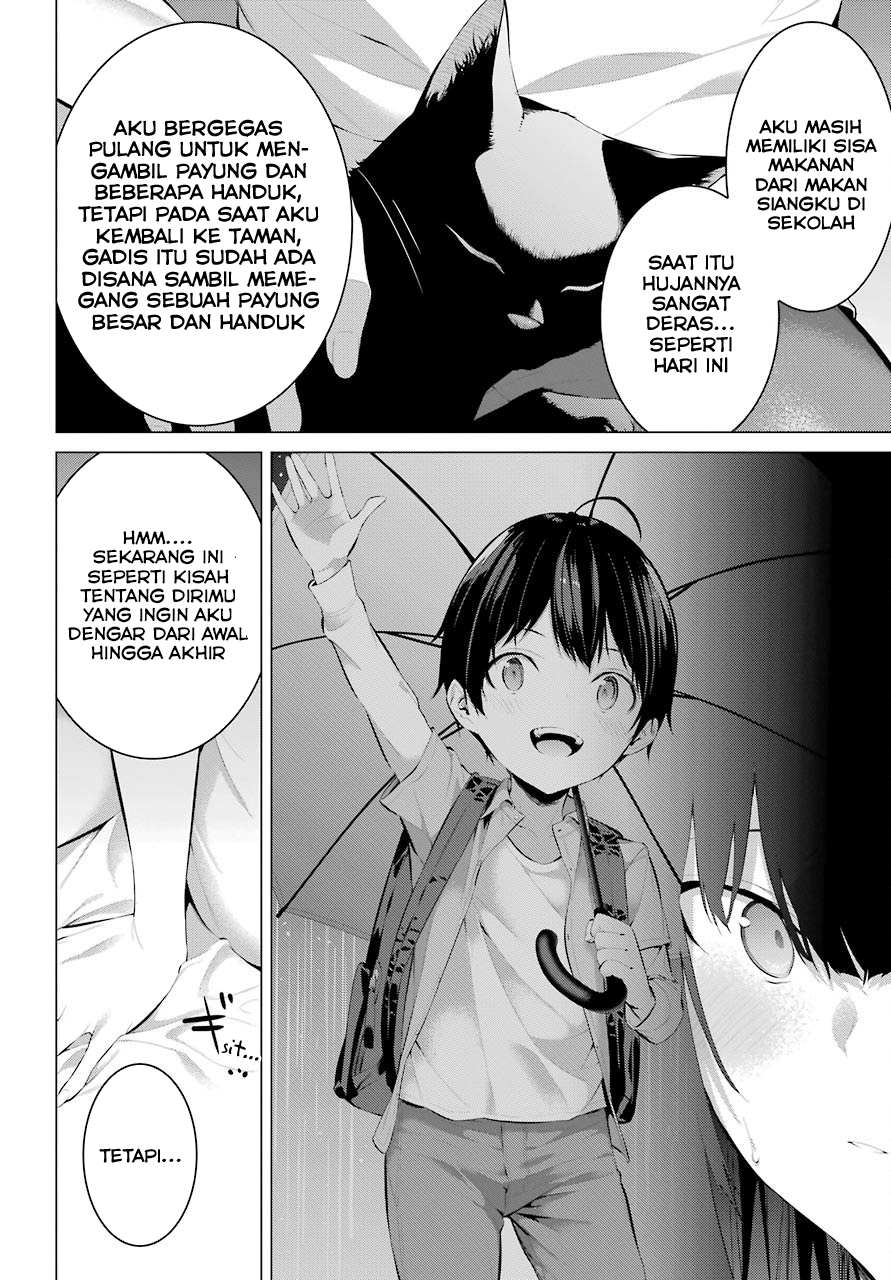 AKU MASIH
MEMILIKI SISA
MAKANAN
DARI MAKAN
SIANGKU DI
SEKOLAH
SAAT ITU
HUJANNYA
SANGAT
DERAS...
SEPERTI
HARI INI
AKU BERGEGAS
PULANG UNTUK MEN-
GAMBIL PAYUNG DAN
BEBERAPA HANDUK,
TETAPI PADA SAAT AKU
KEMBALI KE TAMAN,
GADIS ITU SUDAH ADA
DISANA SAMBIL MEME-
GANG SEBUAH PAYUNG
BESAR DAN HANDUK
HMM....
SEKARANG INI
SEPERTI KISAH
TENTANG DIRIMU
YANG INGIN AKU
DENGAR DARI AWAL
HINGGA AKHIR
ギ
sit....
TETAPI...